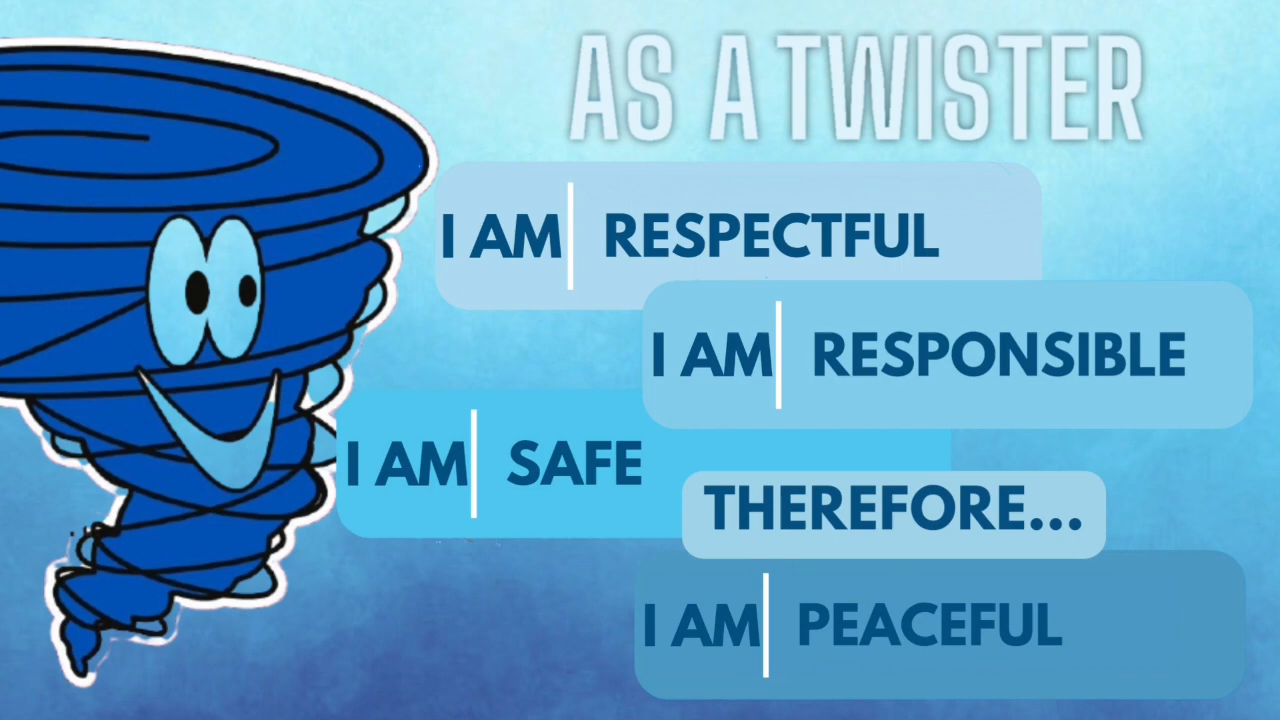 AS A TWISTER
I AM RESPECTFUL
I AM RESPONSIBLE
I AM SAFE
THEREFORE...
I AM PEACEFUL